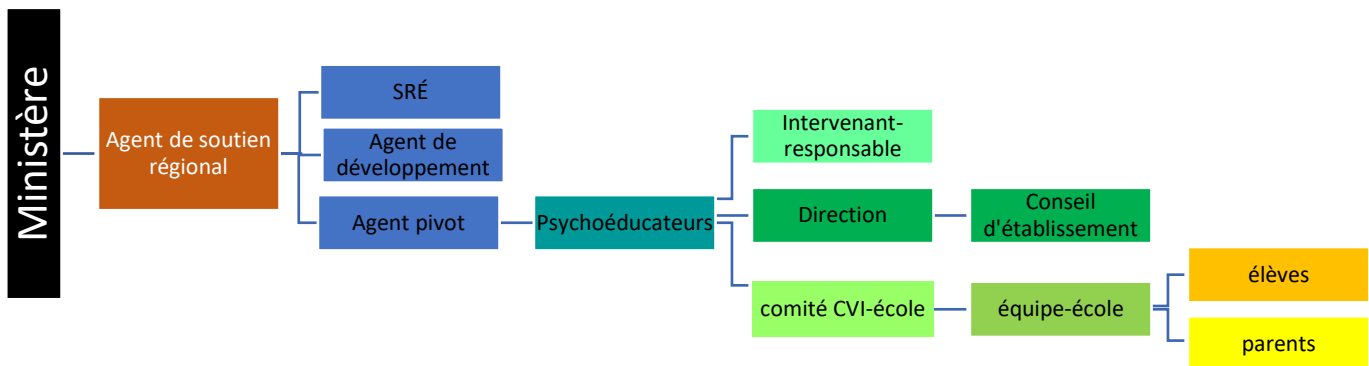 Ministère
Agent de soutien
régional
SRÉ
Agent de
développement
Agent pivot
Psychoéducateurs
Intervenant-
responsable
Direction
Conseil
d'établissement
comité CVI-école
équipe-école
élèves
parents